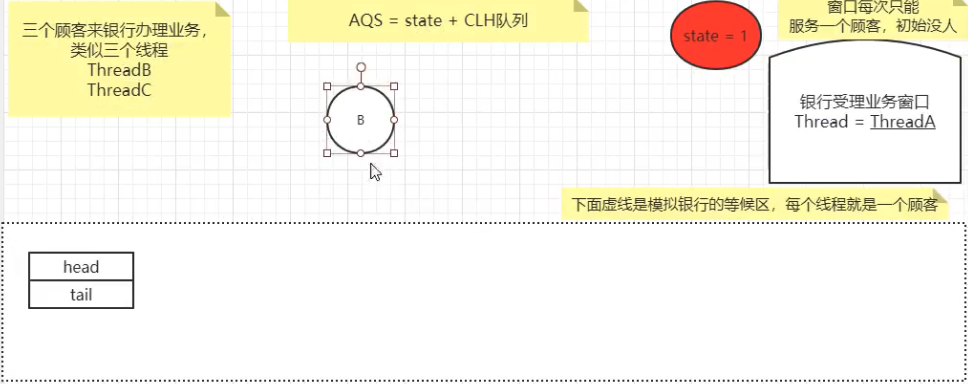 三个顾客来银行办理业务，
类似三个线程
ThreadB
ThreadC
AQS = state + CLH队列
state = 1
窗口每次只能
服务一个顾客，初始没人
银行受理业务窗口
Thread = ThreadA
B
下面虚线是模拟银行的等候区，每个线程就是一个顾客
head
tail